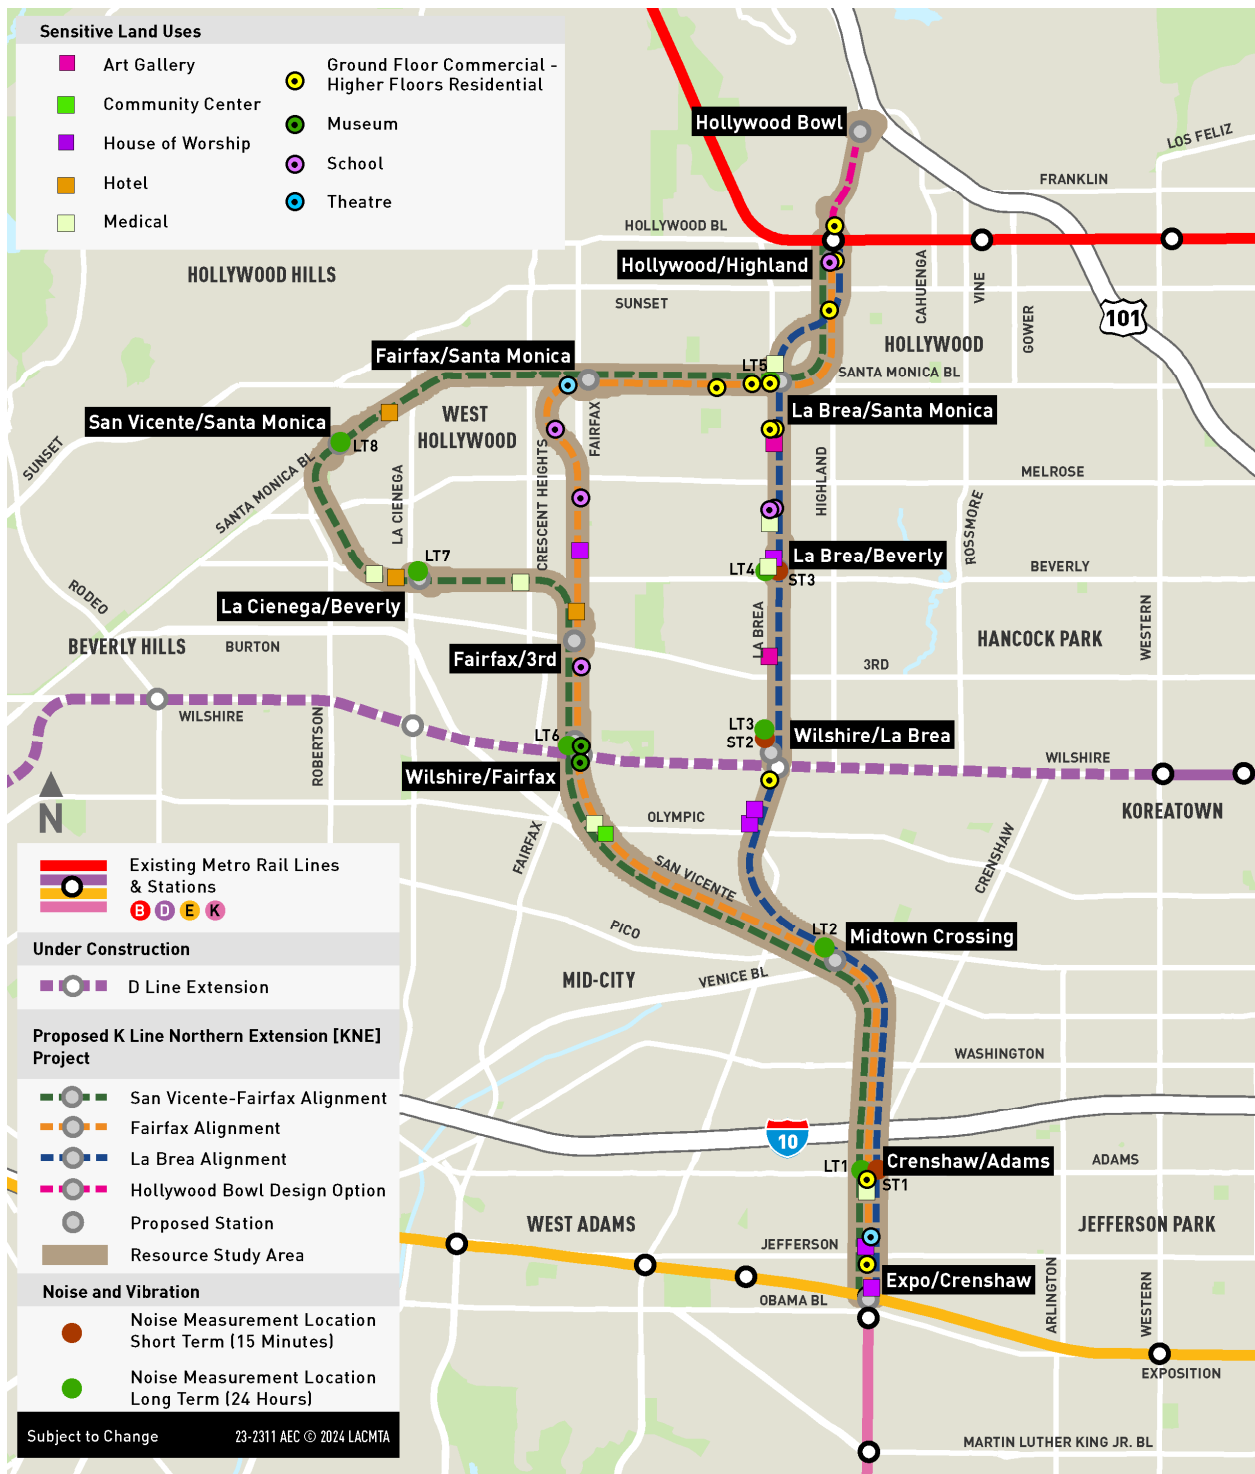 Sensitive Land Uses
Art Gallery
Community Center
House of Worship
Hotel
Medical
Ground Floor Commercial -
Higher Floors Residential
Museum
School
Theatre
Hollywood Bowl
LOS FELIZ
FRANKLIN
HOLLYWOOD BL
Hollywood/Highland
HOLLYWOOD HILLS
SUNSET
CAHUENGA
VINE
GOWER
101
HOLLYWOOD
Fairfax/Santa Monica
LT5
SANTA MONICA BL
San Vicente/Santa Monica
WEST
HOLLYWOOD
FAIRFAX
La Brea/Santa Monica
LT8
SUNSET
SANTA MONICA BL
LA CIENEGA
CRESCENT HEIGHTS
HIGHLAND
MELROSE
ROSSMORE
LT7
La Brea/Beverly
LT4
ST3
BEVERLY
RODEO
La Cienega/Beverly
LA BREA
WESTERN
BEVERLY HILLS
BURTON
Fairfax/3rd
HANCOCK PARK
3RD
WILSHIRE
ROBERTSON
LT6
LT3
ST2
Wilshire/La Brea
Wilshire/Fairfax
WILSHIRE
N
OLYMPIC
KOREATOWN
FAIRFAX
SAN VICENTE
CRENSHAW
Existing Metro Rail Lines
& Stations
B D E K
Under Construction
D Line Extension
PICO
LT2
Midtown Crossing
MID-CITY
VENICE BL
Proposed K Line Northern Extension [KNE]
Project
WASHINGTON
San Vicente-Fairfax Alignment
Fairfax Alignment
La Brea Alignment
Hollywood Bowl Design Option
Proposed Station
Resource Study Area
10
LT1
Crenshaw/Adams
ST1
ADAMS
WEST ADAMS
JEFFERSON
JEFFERSON PARK
Expo/Crenshaw
OBAMA BL
ARLINGTON
WESTERN
EXPOSITION
Noise and Vibration
Noise Measurement Location
Short Term (15 Minutes)
Noise Measurement Location
Long Term (24 Hours)
Subject to Change
23-2311 AEC © 2024 LACMTA
MARTIN LUTHER KING JR. BL